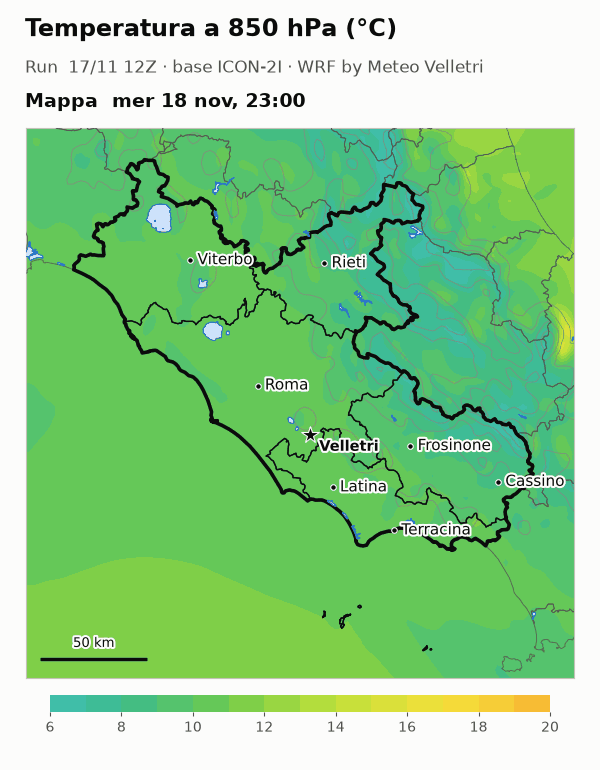 Temperatura a 850 hPa (°C)
Run  17/11 12Z · base ICON-2I · WRF by Meteo Velletri
Mappa  mer 18 nov, 23:00
Viterbo
Rieti
Roma
Velletri
Frosinone
Latina
Cassino
Terracina
50 km
6 8 10 12 14 16 18 20